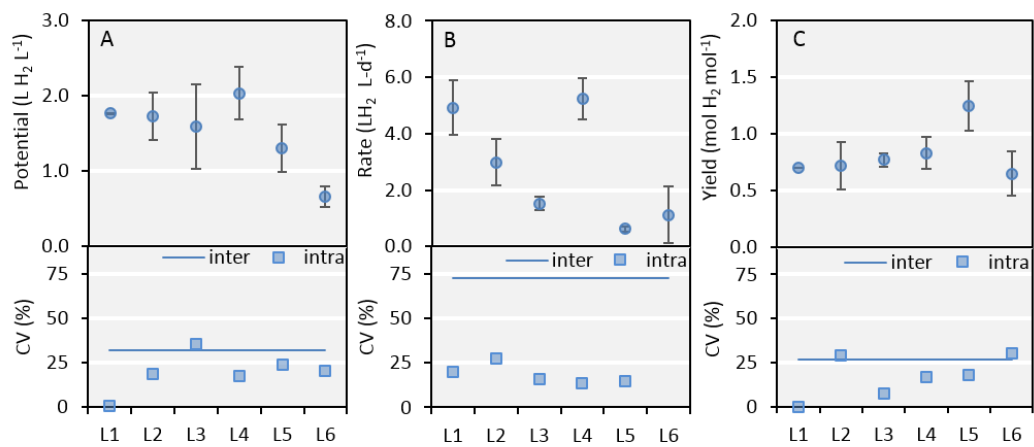 A
Potential (L H₂ L⁻¹)
3.0
2.0
1.0
0.0
inter
intra
CV (%)
75
50
25
0
L1 L2 L3 L4 L5 L6
B
Rate (LH₂ L-d⁻¹)
8.0
6.0
4.0
2.0
0.0
inter
intra
CV (%)
75
50
25
0
L1 L2 L3 L4 L5 L6
C
Yield (mol H₂ mol⁻¹)
2.0
1.5
1.0
0.5
0.0
inter
intra
CV (%)
75
50
25
0
L1 L2 L3 L4 L5 L6